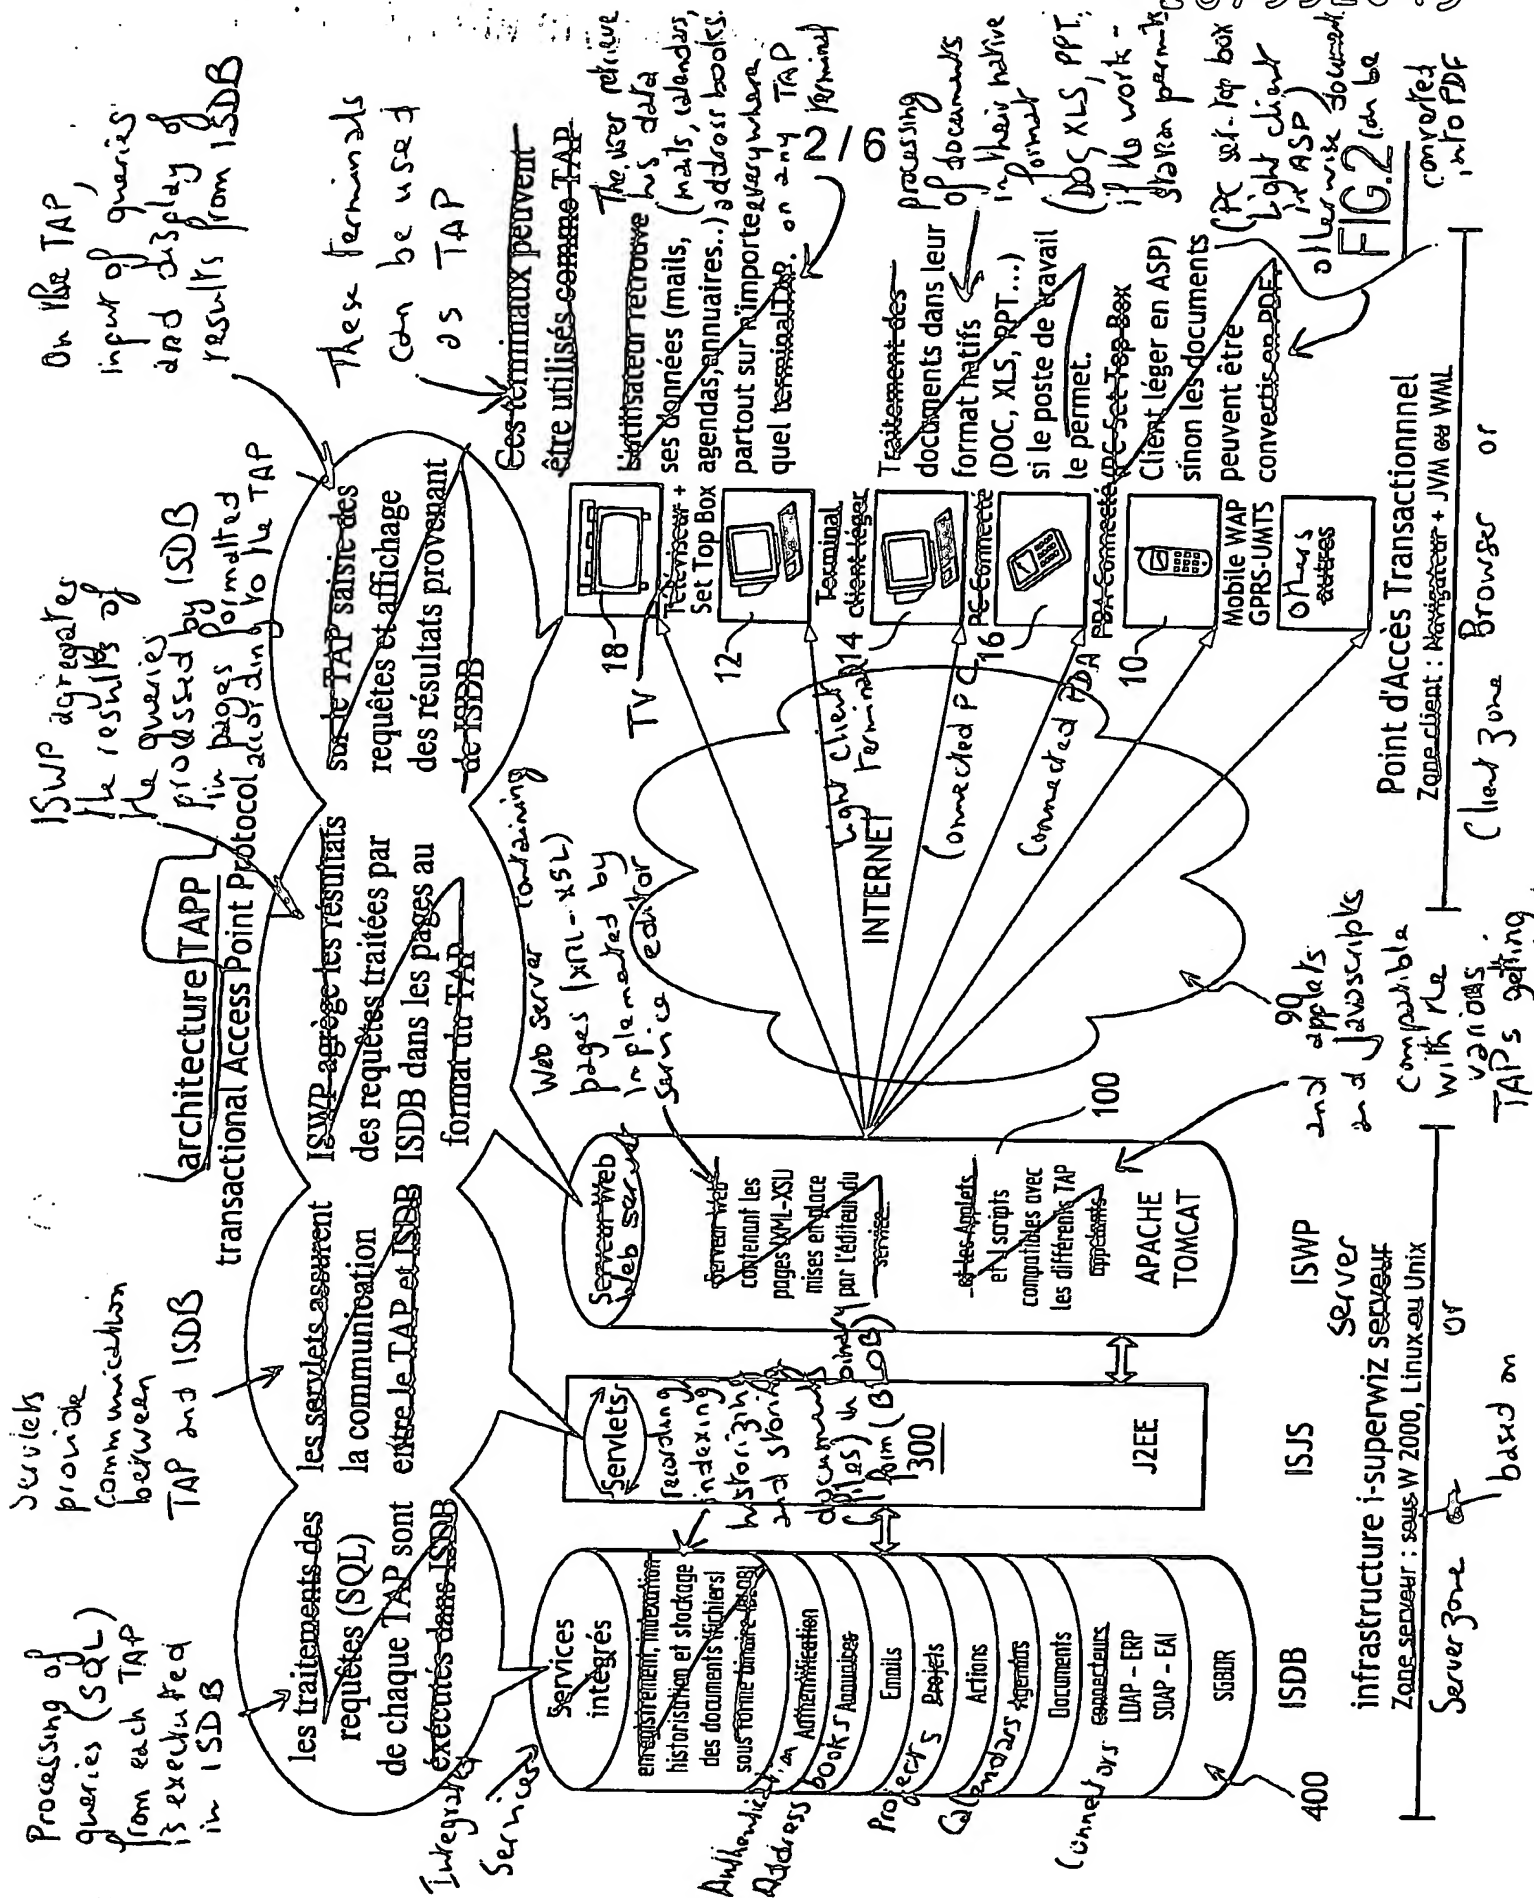 Processing of
queries (SQL)
from each TAP
is executed
in ISDB
Servlets
provide
communication
between
TAP and ISDB
architecture TAPP
transactional Access Point Protocol
ISWP agregates
the results of
the queries
processed by ISDB
in pages formatted
according to the TAP
On the TAP,
input of queries
and display of
results from ISDB
les traitements des
requêtes (SQL)
de chaque TAP sont
éxécutés dans ISDB
les servlets assurent
la communication
entre le TAP et ISDB
ISWP agrège les résultats
des requêtes traitées par
ISDB dans les pages au
format du TAP
sur le TAP saisie des
requêtes et affichage
des résultats provenant
de ISDB
These terminals
can be used
as TAP
Ces terminaux peuvent
être utilisés comme TAP
Integrated
Services
Services
intégrés
enregistrement, indexation
historisation et stockage
des documents (fichiers)
sous forme binaire
Authentification
Annuaires
Emails
Projets
Actions
Agendas
Documents
Connecteurs
LDAP - ERP
SOAP - EAI
SGBDR
Authentication
Address books
Projects
Calendars
Connectors
400
ISDB
Servlets
recording
indexing
historizing
and storing
documents
(files) in binary
form (BLOB)
300
J2EE
ISJS
Web Server containing
pages (XML-XSL)
implemented by
service editor
Serveur Web
Web server
Serveur Web
contenant les
pages (XML-XSL)
mises en place
par l'éditeur du
service
et les Applets
et J scripts
compatibles avec
les différents TAP
appelants
APACHE
TOMCAT
ISWP
100
and applets
and Javascripts
compatible
with the
various
TAPs getting
90
INTERNET
TV
18
Téléviseur +
Set Top Box
12
Terminal
client léger
Light Client
Terminal
14
PC Connecté
Connected PC
16
PDA Connecté
Connected PDA
10
Mobile WAP
GPRS-UMTS
Others
autres
L'utilisateur retrouve
ses données (mails,
agendas, annuaires..)
partout sur n'importe
quel terminal TAP.
The user retrieve
his data
(mails, calendars,
address books.
everywhere
on any TAP
terminal
2/6
Traitement des
documents dans leur
format natifs
(DOC, XLS, PPT...)
si le poste de travail
le permet.
(PC Set Top Box
Client léger en ASP)
sinon les documents
peuvent être
convectis en PDF.
processing
of documents
in their native
format
(DOC XLS, PPT.
if the work-
station permits
(PC set-top box
Light client
in ASP)
otherwise document
can be
converted
into PDF
FIG.2
infrastructure i-superwiz serveur
server
Zone serveur : sous W 2000, Linux ou Unix
Server zone based on
or
Point d'Accès Transactionnel
Zone client : Navigateur + JVM ou WML
Client zone Browser or